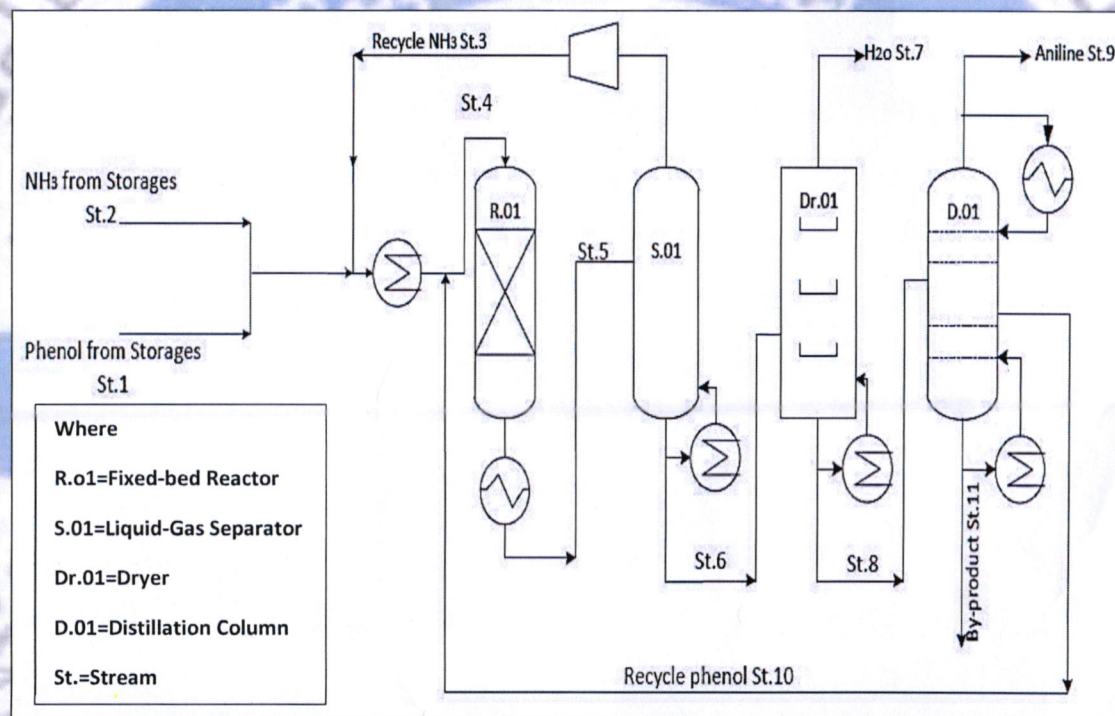 Recycle NH3 St.3
H2o St.7
Aniline St.9
St.4
NH3 from Storages
St.2
R.01
St.5
S.01
Dr.01
D.01
Phenol from Storages
St.1
Where
R.o1=Fixed-bed Reactor
S.01=Liquid-Gas Separator
Dr.01=Dryer
D.01=Distillation Column
St.=Stream
St.6
St.8
By-product St.11
Recycle phenol St.10